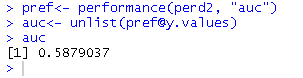 > pref<- performance(perd2, "auc")
> auc<- unlist(pref@y.values)
> auc
[1] 0.5879037
>